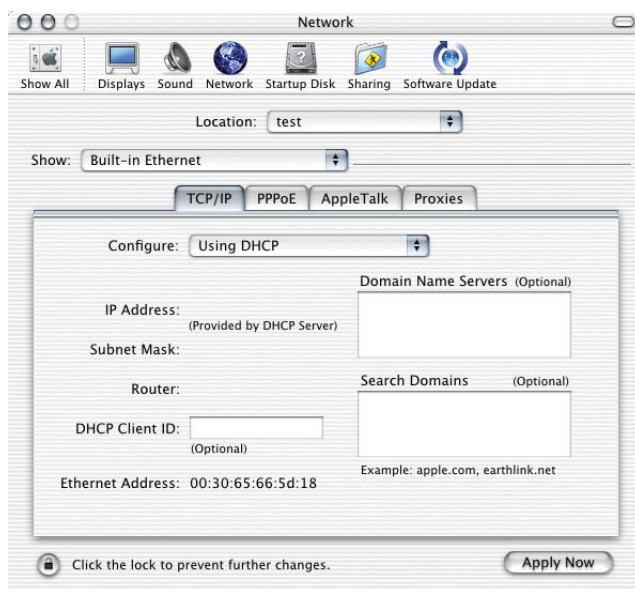 Network
Show All
Displays
Sound
Network
Startup Disk
Sharing
Software Update
Location: test
Show: Built-in Ethernet
TCP/IP
PPPoE
AppleTalk
Proxies
Configure: Using DHCP
Domain Name Servers (Optional)
IP Address:
(Provided by DHCP Server)
Subnet Mask:
Router:
Search Domains (Optional)
DHCP Client ID:
(Optional)
Example: apple.com, earthlink.net
Ethernet Address: 00:30:65:66:5d:18
Click the lock to prevent further changes.
Apply Now